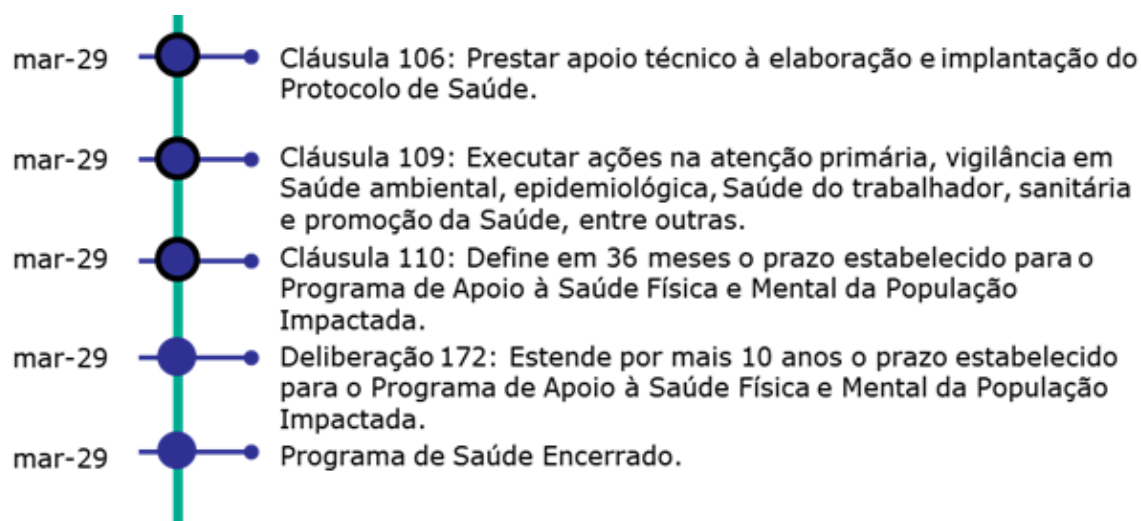 mar-29 Cláusula 106: Prestar apoio técnico à elaboração e implantação do
Protocolo de Saúde.
mar-29 Cláusula 109: Executar ações na atenção primária, vigilância em
Saúde ambiental, epidemiológica, Saúde do trabalhador, sanitária
e promoção da Saúde, entre outras.
mar-29 Cláusula 110: Define em 36 meses o prazo estabelecido para o
Programa de Apoio à Saúde Física e Mental da População
Impactada.
mar-29 Deliberação 172: Estende por mais 10 anos o prazo estabelecido
para o Programa de Apoio à Saúde Física e Mental da População
Impactada.
mar-29 Programa de Saúde Encerrado.